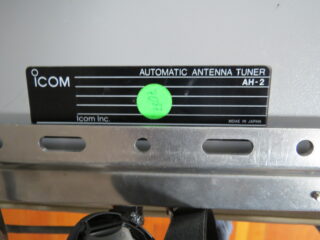 ICOM
AUTOMATIC ANTENNA TUNER
AH-2
Icom Inc.
MADE IN JAPAN